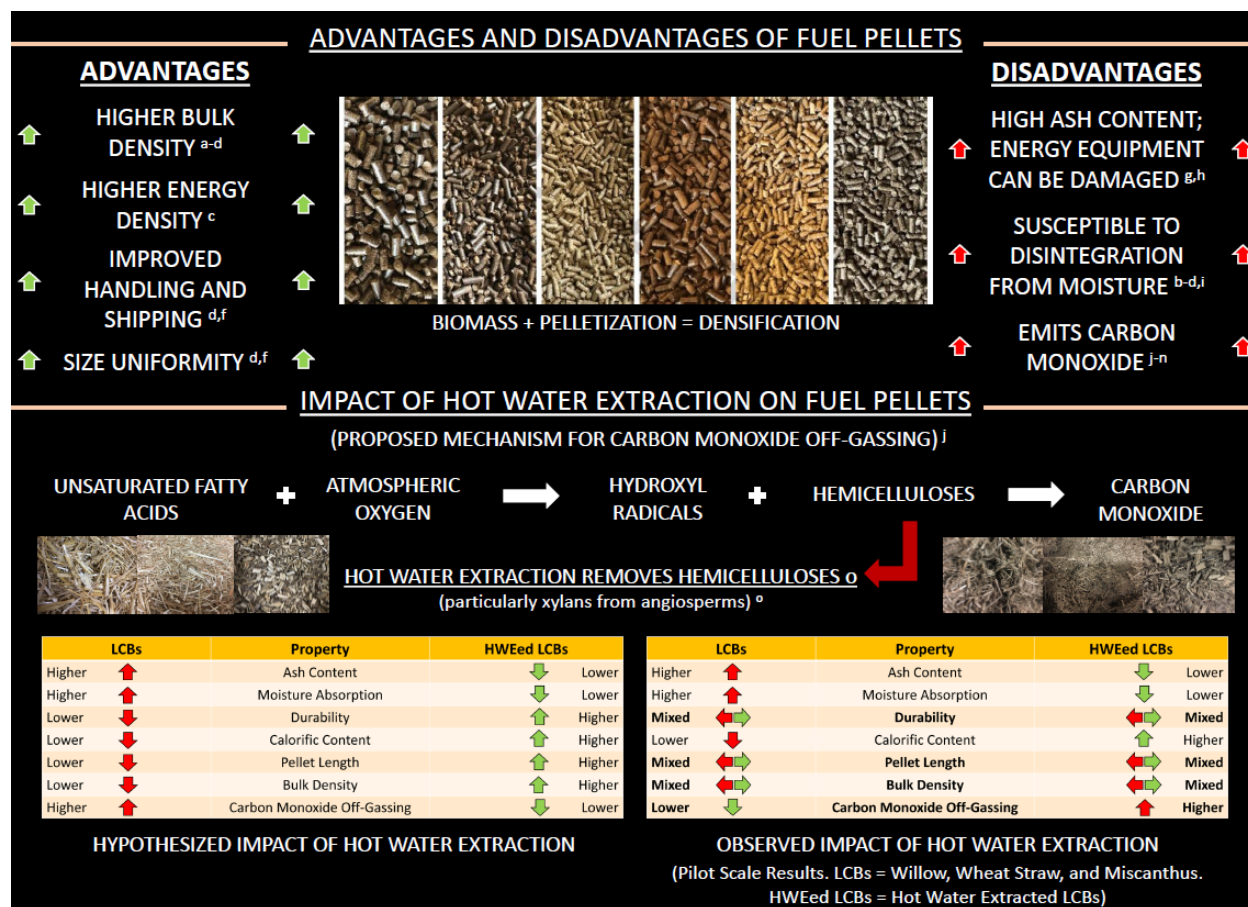 ADVANTAGES AND DISADVANTAGES OF FUEL PELLETS
ADVANTAGES
HIGHER BULK
DENSITY a-d
HIGHER ENERGY
DENSITY c
IMPROVED
HANDLING AND
SHIPPING d,f
SIZE UNIFORMITY d,f
BIOMASS + PELLETIZATION = DENSIFICATION
DISADVANTAGES
HIGH ASH CONTENT;
ENERGY EQUIPMENT
CAN BE DAMAGED g,h
SUSCEPTIBLE TO
DISINTEGRATION
FROM MOISTURE b-d,i
EMITS CARBON
MONOXIDE j-n
IMPACT OF HOT WATER EXTRACTION ON FUEL PELLETS
(PROPOSED MECHANISM FOR CARBON MONOXIDE OFF-GASSING) j
UNSATURATED FATTY
ACIDS
ATMOSPHERIC
OXYGEN
HYDROXYL
RADICALS
HEMICELLULOSES
CARBON
MONOXIDE
HOT WATER EXTRACTION REMOVES HEMICELLULOSES o
(particularly xylans from angiosperms) o
LCBs Property HWEed LCBs
Higher Ash Content Lower
Higher Moisture Absorption Lower
Lower Durability Higher
Lower Calorific Content Higher
Lower Pellet Length Higher
Lower Bulk Density Higher
Higher Carbon Monoxide Off-Gassing Lower
HYPOTHESIZED IMPACT OF HOT WATER EXTRACTION
LCBs Property HWEed LCBs
Higher Ash Content Lower
Higher Moisture Absorption Lower
Mixed Durability Mixed
Lower Calorific Content Higher
Mixed Pellet Length Mixed
Mixed Bulk Density Mixed
Lower Carbon Monoxide Off-Gassing Higher
OBSERVED IMPACT OF HOT WATER EXTRACTION
(Pilot Scale Results. LCBs = Willow, Wheat Straw, and Miscanthus.
HWEed LCBs = Hot Water Extracted LCBs)